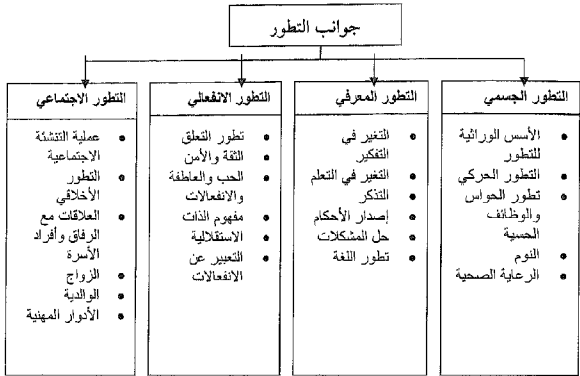 جوانب التطور
التطور الجسمي
الأسس الوراثية
للتطور
التطور الحركي
تطور الحواس
والوظائف
الحسية
النوم
الرعاية الصحية
التطور المعرفي
التغير في
التفكير
التغير في التعلم
التذكر
إصدار الأحكام
حل المشكلات
تطور اللغة
التطور الانفعالي
تطور التعلق
الثقة والأمن
الحب والعاطفة
والانفعالات
مفهوم الذات
الاستقلالية
التعبير عن
الانفعالات
التطور الاجتماعي
عملية التنشئة
الاجتماعية
التطور
الأخلاقي
العلاقات مع
الرفاق وأفراد
الأسرة
الزواج
الوالدية
الأدوار المهنية